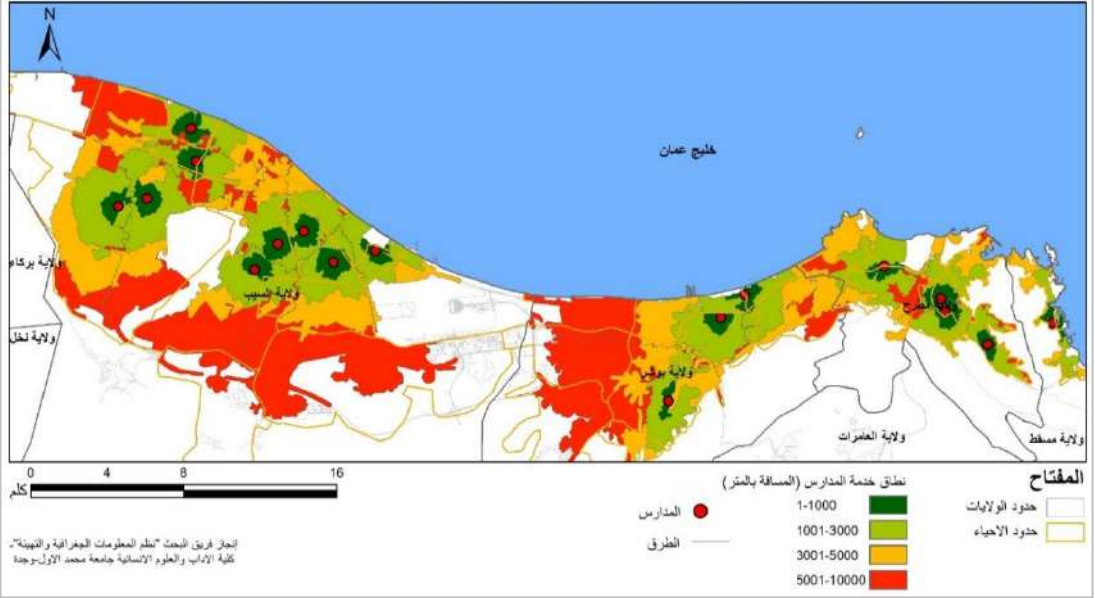 N
خليج عمان
ولاية بركاء
ولاية السيب
ولاية نخل
ولاية بوشر
ولاية العامرات
ولاية مسقط
0 4 8 16
كلم
المفتاح
حدود الولايات
حدود الاحياء
نطاق خدمة المدارس (المسافة بالمتر)
1-1000
1001-3000
3001-5000
5001-10000
المدارس
الطرق
إنجاز فريق البحث "نظم المعلومات الجغرافية والتهيئة"،
كلية الاداب والعلوم الانسانية جامعة محمد الاول-وجدة